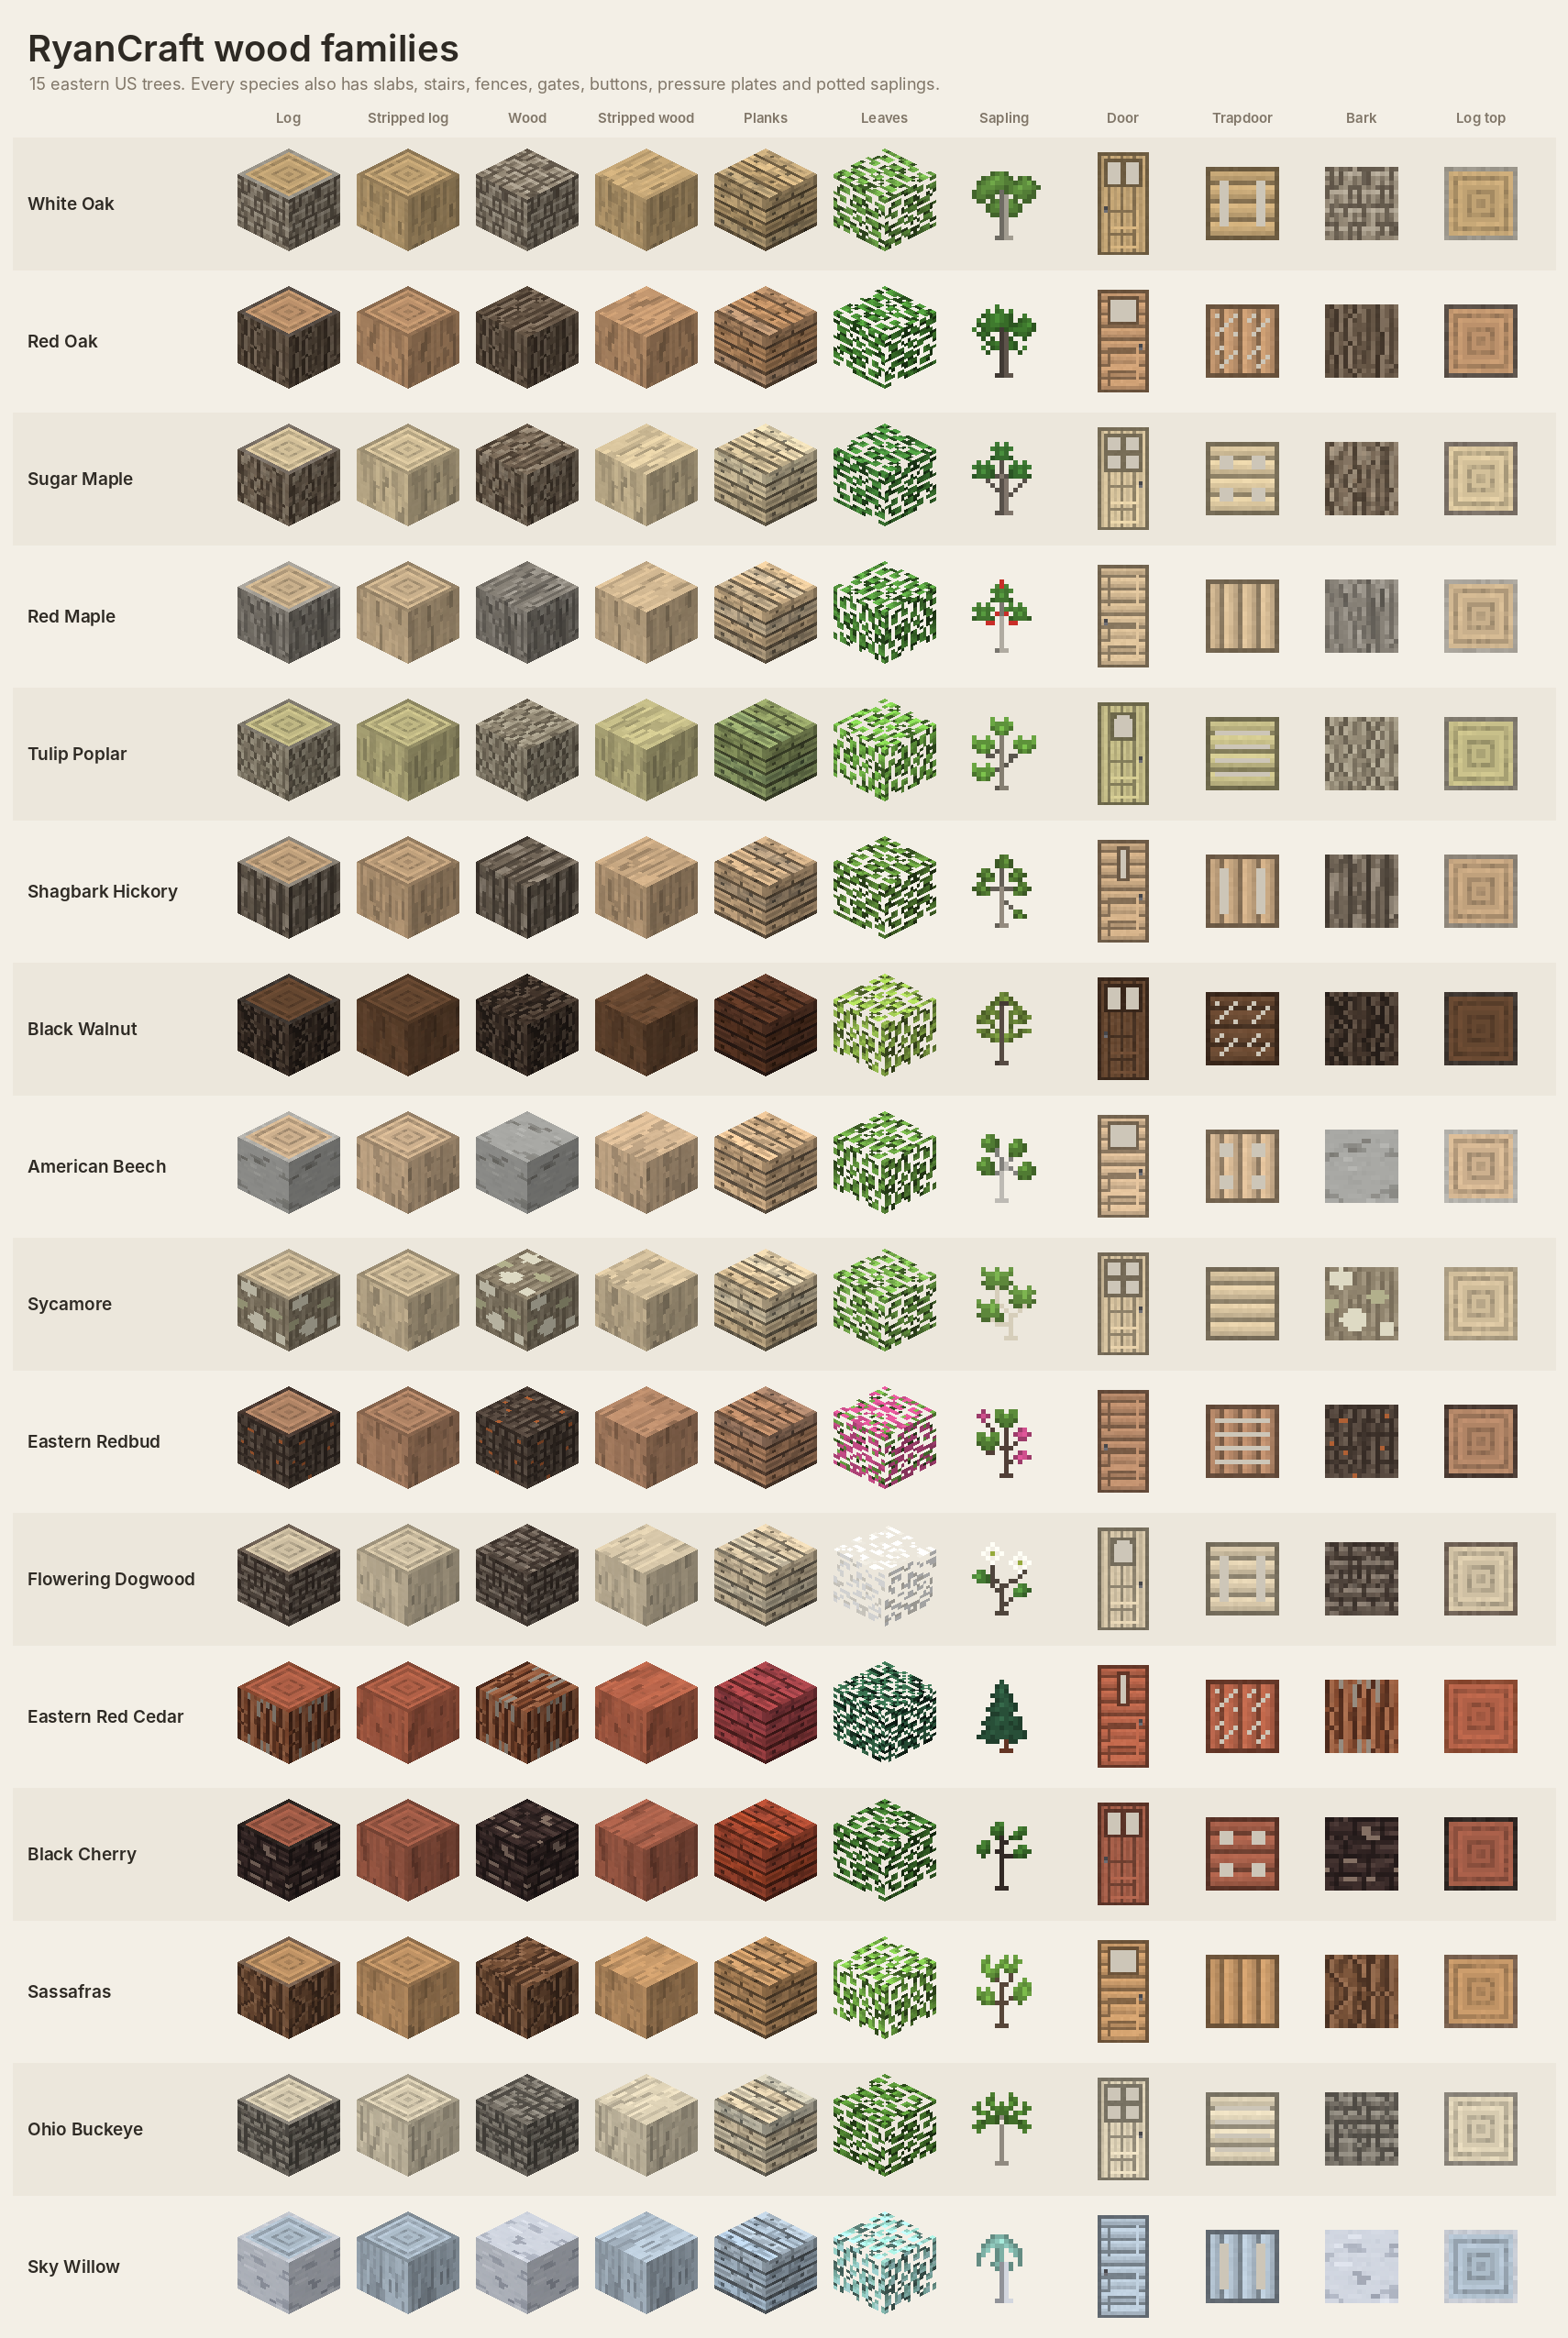 RyanCraft wood families
15 eastern US trees. Every species also has slabs, stairs, fences, gates, buttons, pressure plates and potted saplings.
Log Stripped log Wood Stripped wood Planks Leaves Sapling Door Trapdoor Bark Log top
White Oak
Red Oak
Sugar Maple
Red Maple
Tulip Poplar
Shagbark Hickory
Black Walnut
American Beech
Sycamore
Eastern Redbud
Flowering Dogwood
Eastern Red Cedar
Black Cherry
Sassafras
Ohio Buckeye
Sky Willow